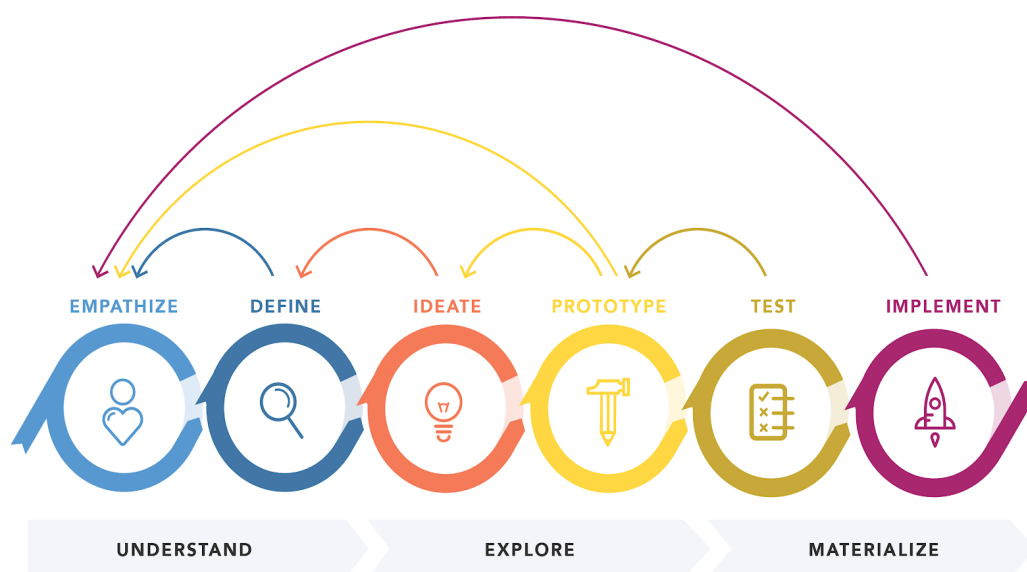 EMPATHIZE DEFINE IDEATE PROTOTYPE TEST IMPLEMENT
UNDERSTAND EXPLORE MATERIALIZE